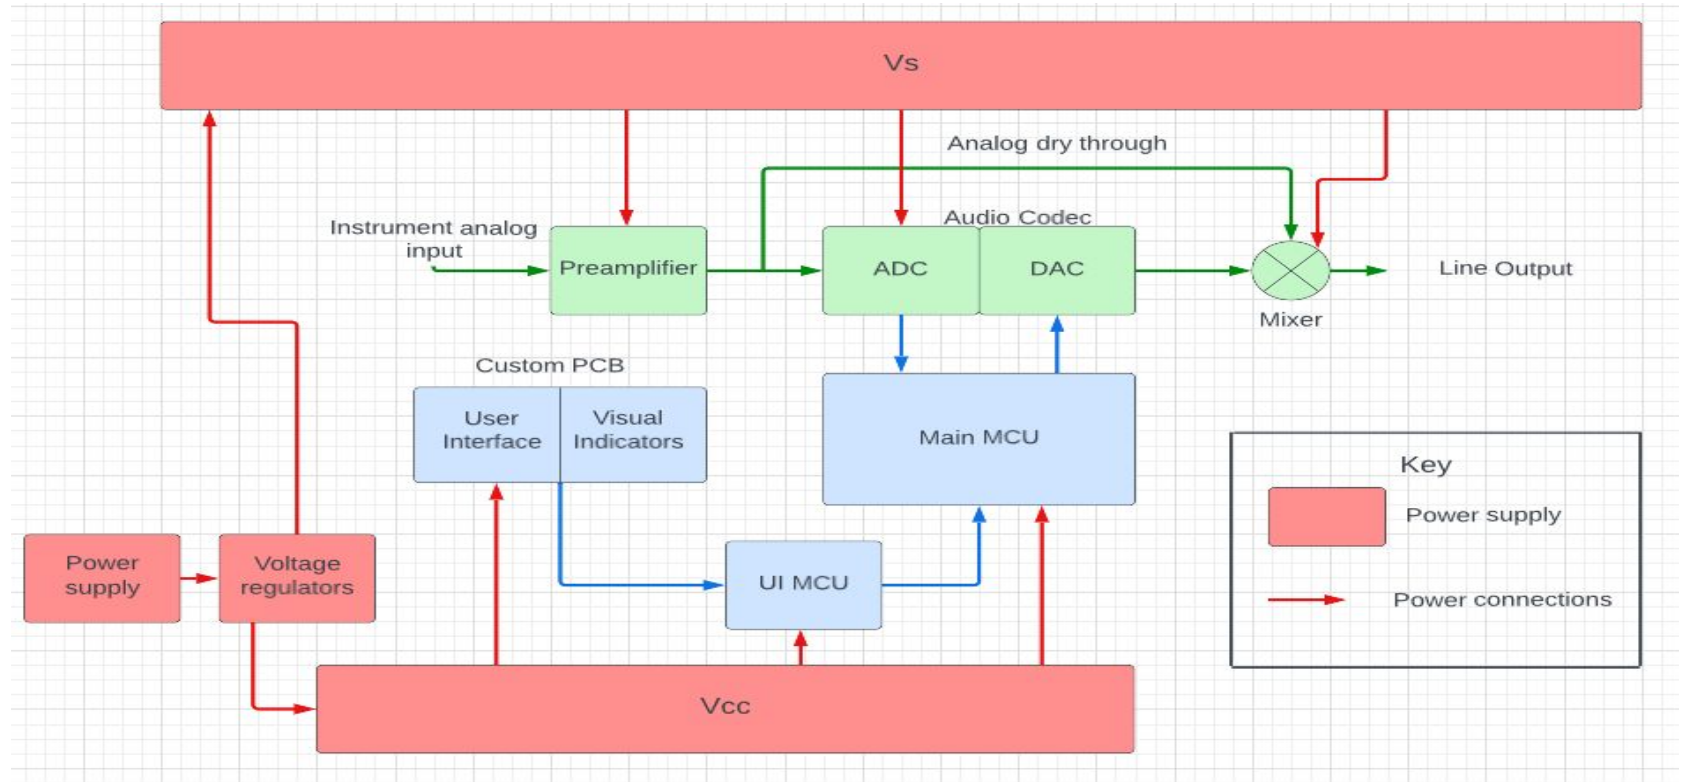 Vs
Analog dry through
Audio Codec
Instrument analog
input
Preamplifier
ADC
DAC
Line Output
Mixer
Custom PCB
User
Interface
Visual
Indicators
Main MCU
Key
Power supply
Power connections
Power
supply
Voltage
regulators
UI MCU
Vcc